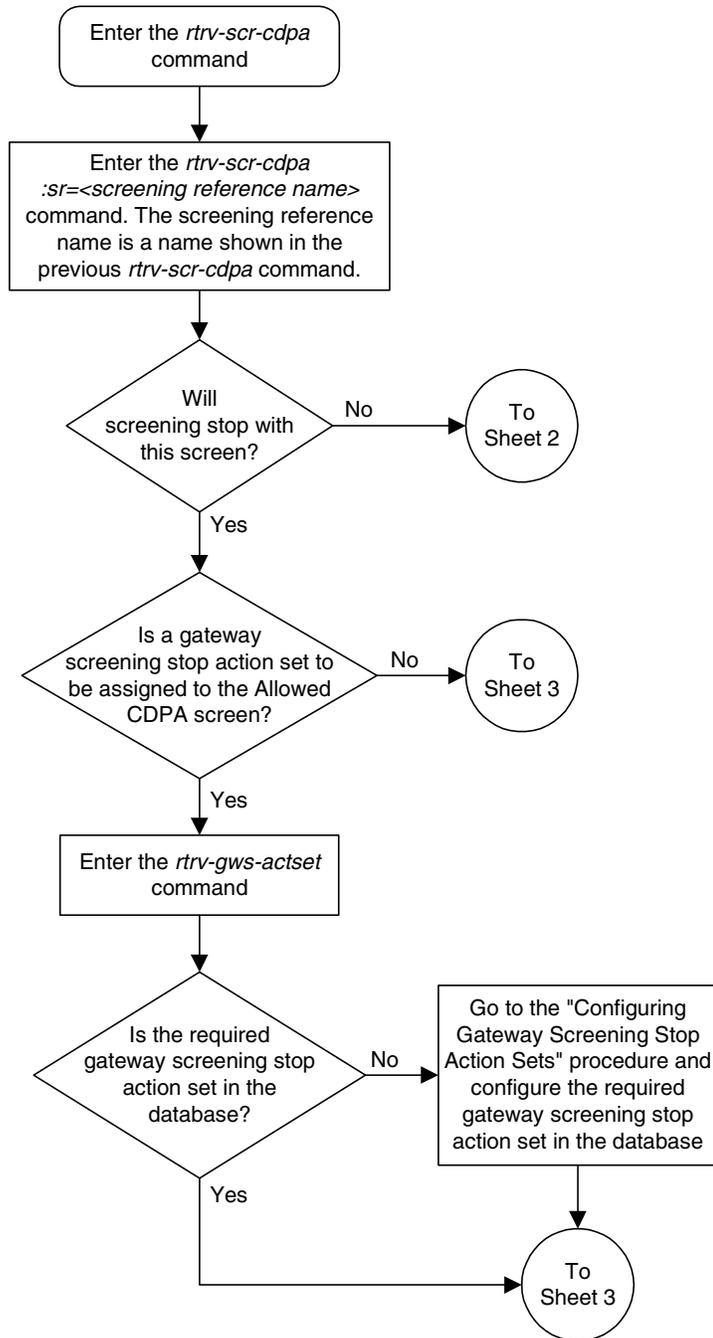 Enter the rtrv-scr-cdpa
command
Enter the rtrv-scr-cdpa
:sr=<screening reference name>
command. The screening reference
name is a name shown in the
previous rtrv-scr-cdpa command.
Will
screening stop with
this screen?
No
To
Sheet 2
Yes
Is a gateway
screening stop action set to
be assigned to the Allowed
CDPA screen?
No
To
Sheet 3
Yes
Enter the rtrv-gws-actset
command
Is the required
gateway screening stop
action set in the
database?
No
Go to the "Configuring
Gateway Screening Stop
Action Sets" procedure and
configure the required
gateway screening stop
action set in the database
Yes
To
Sheet 3